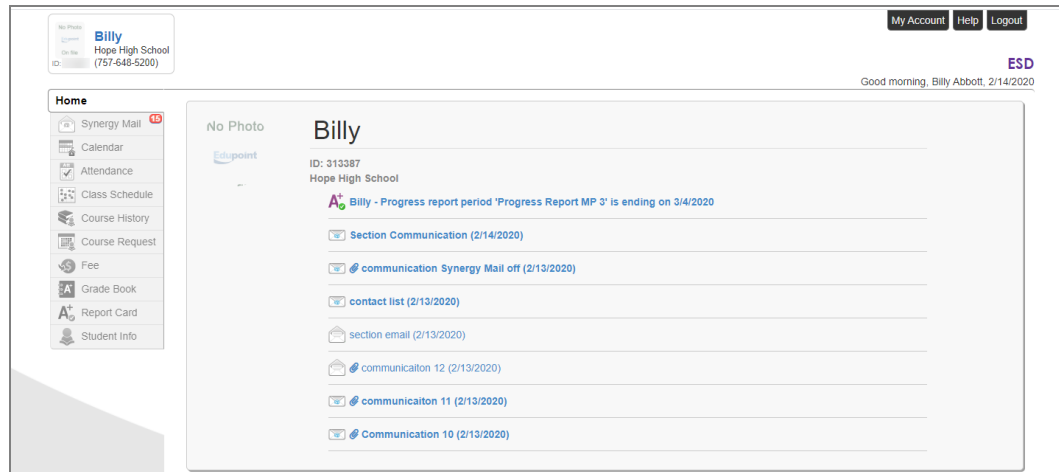 My Account Help Logout
No Photo
Edupoint
On file
Billy
Hope High School
ID: (757-648-5200)
ESD
Good morning, Billy Abbott, 2/14/2020
Home
Synergy Mail 15
Calendar
Attendance
Class Schedule
Course History
Course Request
Fee
Grade Book
Report Card
Student Info
No Photo
Edupoint
Billy
ID: 313387
Hope High School
Billy - Progress report period 'Progress Report MP 3' is ending on 3/4/2020
Section Communication (2/14/2020)
communication Synergy Mail off (2/13/2020)
contact list (2/13/2020)
section email (2/13/2020)
communicaiton 12 (2/13/2020)
communicaiton 11 (2/13/2020)
Communication 10 (2/13/2020)